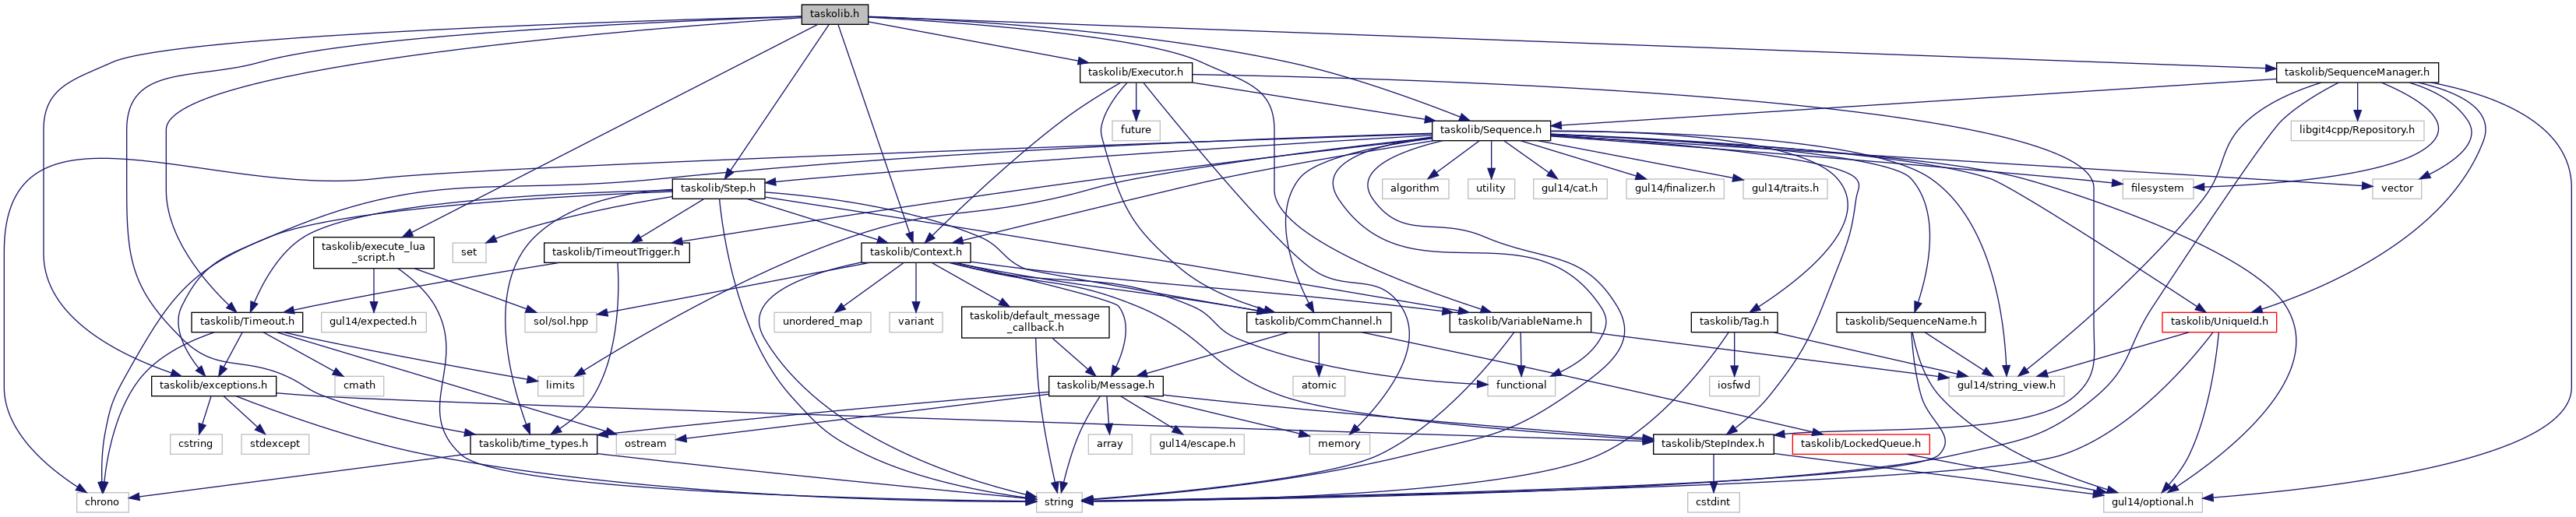 taskolib.h
taskolib/Executor.h
taskolib/SequenceManager.h
future
taskolib/Sequence.h
libgit4cpp/Repository.h
taskolib/Step.h
algorithm
utility
gul14/cat.h
gul14/finalizer.h
gul14/traits.h
filesystem
vector
taskolib/execute_lua
_script.h
set
taskolib/TimeoutTrigger.h
taskolib/Context.h
taskolib/Timeout.h
gul14/expected.h
sol/sol.hpp
unordered_map
variant
taskolib/default_message
_callback.h
taskolib/CommChannel.h
taskolib/VariableName.h
taskolib/Tag.h
taskolib/SequenceName.h
taskolib/UniqueId.h
taskolib/exceptions.h
cmath
limits
taskolib/Message.h
atomic
functional
iosfwd
gul14/string_view.h
cstring
stdexcept
taskolib/time_types.h
ostream
array
gul14/escape.h
memory
taskolib/StepIndex.h
taskolib/LockedQueue.h
chrono
string
cstdint
gul14/optional.h